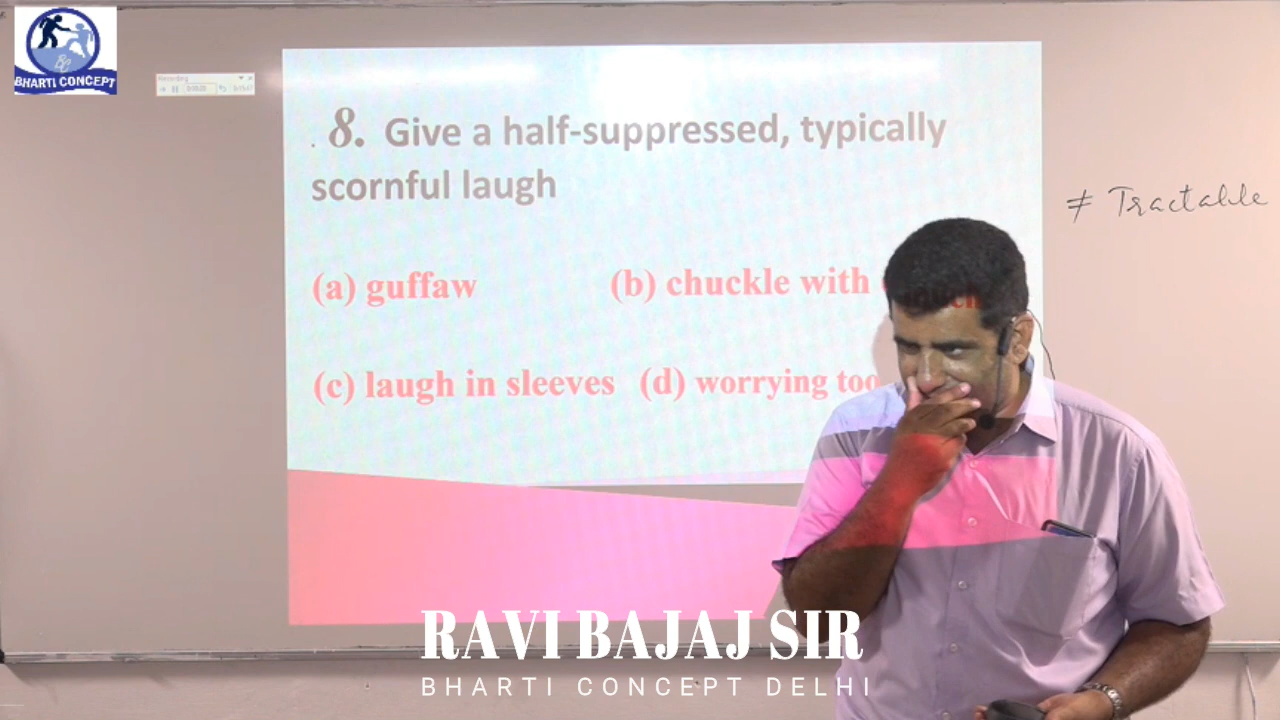 BHARTI CONCEPT
Recording
. 8. Give a half-suppressed, typically
scornful laugh
≠ Tractable
(a) guffaw (b) chuckle with
(c) laugh in sleeves (d) worrying too
RAVI BAJAJ SIR
BHARTI CONCEPT DELHI